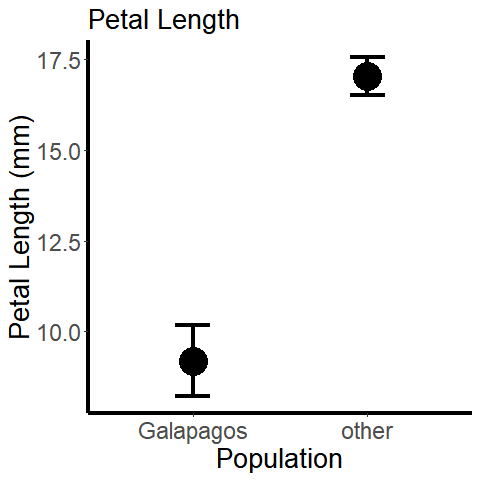 Petal Length
Petal Length (mm)
17.5
15.0
12.5
10.0
Galapagos
other
Population